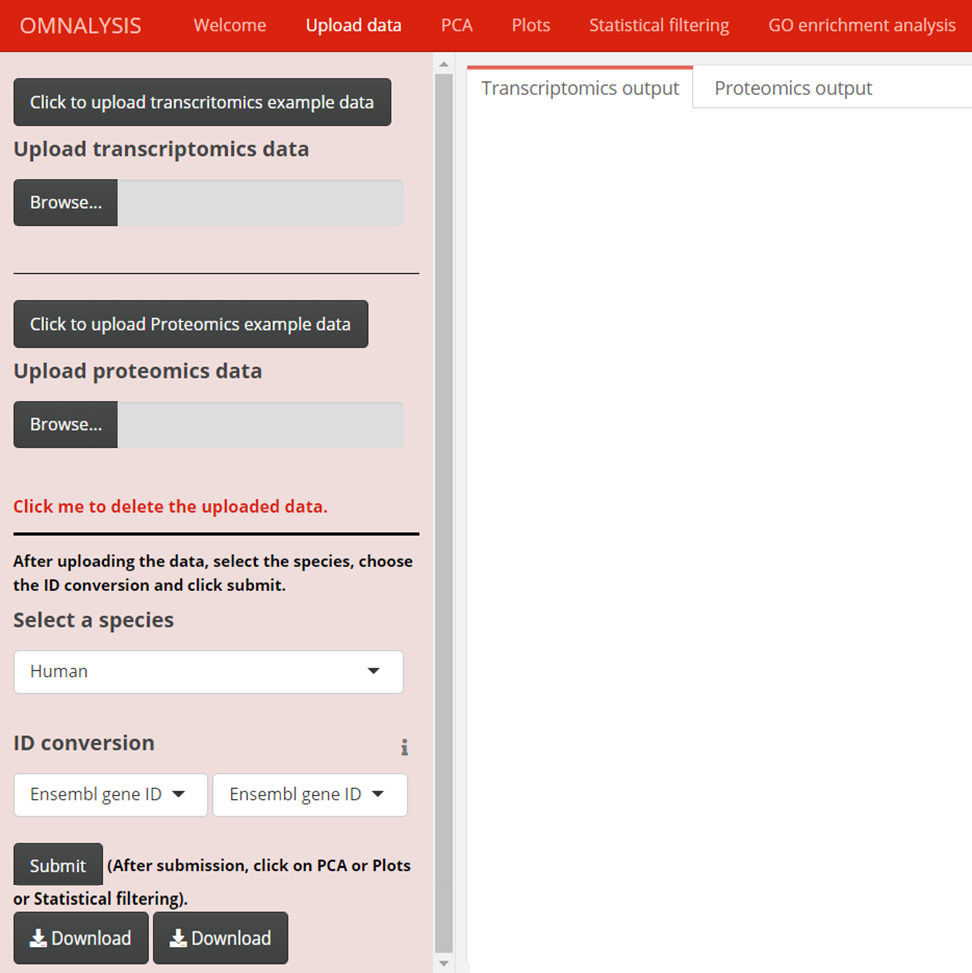 OMNALYSIS Welcome Upload data PCA Plots Statistical filtering GO enrichment analysis
Click to upload transcritomics example data
Upload transcriptomics data
Browse...
Click to upload Proteomics example data
Upload proteomics data
Browse...
Click me to delete the uploaded data.
After uploading the data, select the species, choose
the ID conversion and click submit.
Select a species
Human
ID conversion
Ensembl gene ID Ensembl gene ID
Submit (After submission, click on PCA or Plots
or Statistical filtering).
Download Download
Transcriptomics output Proteomics output